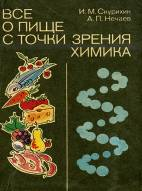 И. М. Скурихин
А. П. Нечаев
ВСЕ
О ПИЩЕ
С ТОЧКИ ЗРЕНИЯ
ХИМИКА